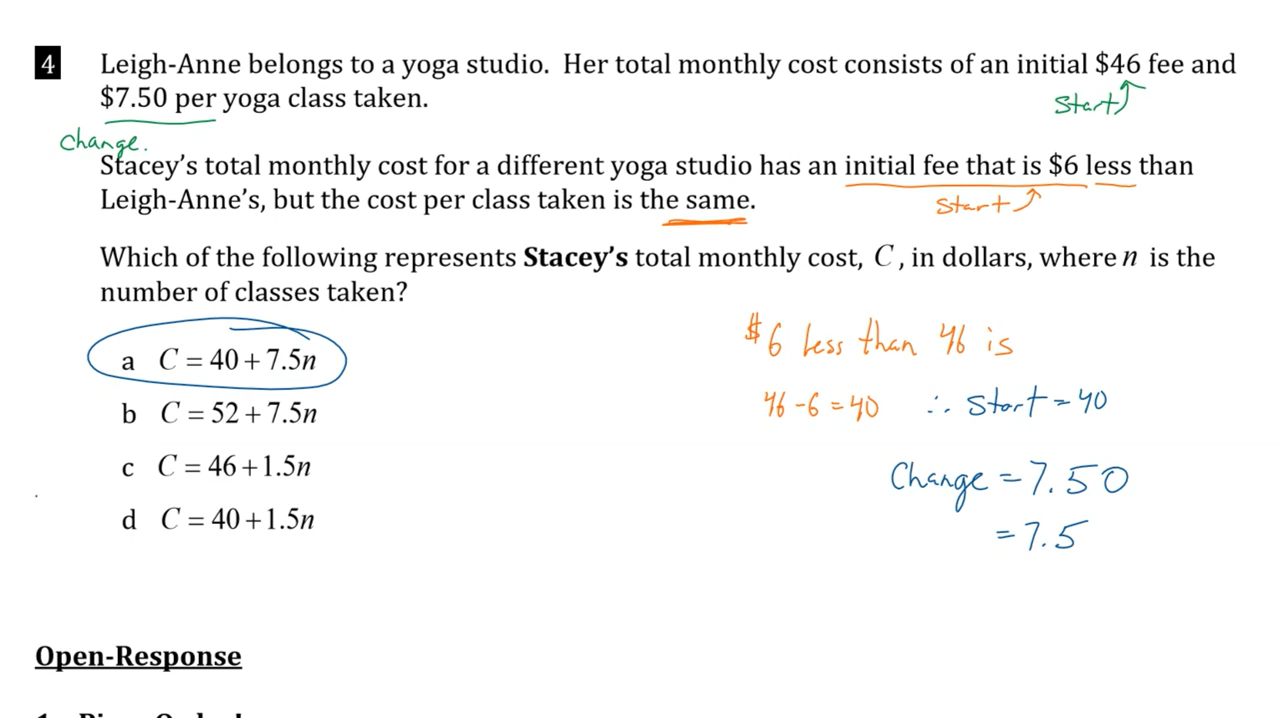 4 Leigh-Anne belongs to a yoga studio. Her total monthly cost consists of an initial $46 fee and
$7.50 per yoga class taken.
Start
Change.
Stacey's total monthly cost for a different yoga studio has an initial fee that is $6 less than
Leigh-Anne's, but the cost per class taken is the same.
Start
Which of the following represents Stacey's total monthly cost, C, in dollars, where n is the
number of classes taken?
a C = 40 + 7.5n
b C = 52 + 7.5n
c C = 46 + 1.5n
d C = 40 + 1.5n
$6 less than 46 is
46 - 6 = 40 ∴ Start = 40
Change = 7.50
= 7.5
Open-Response